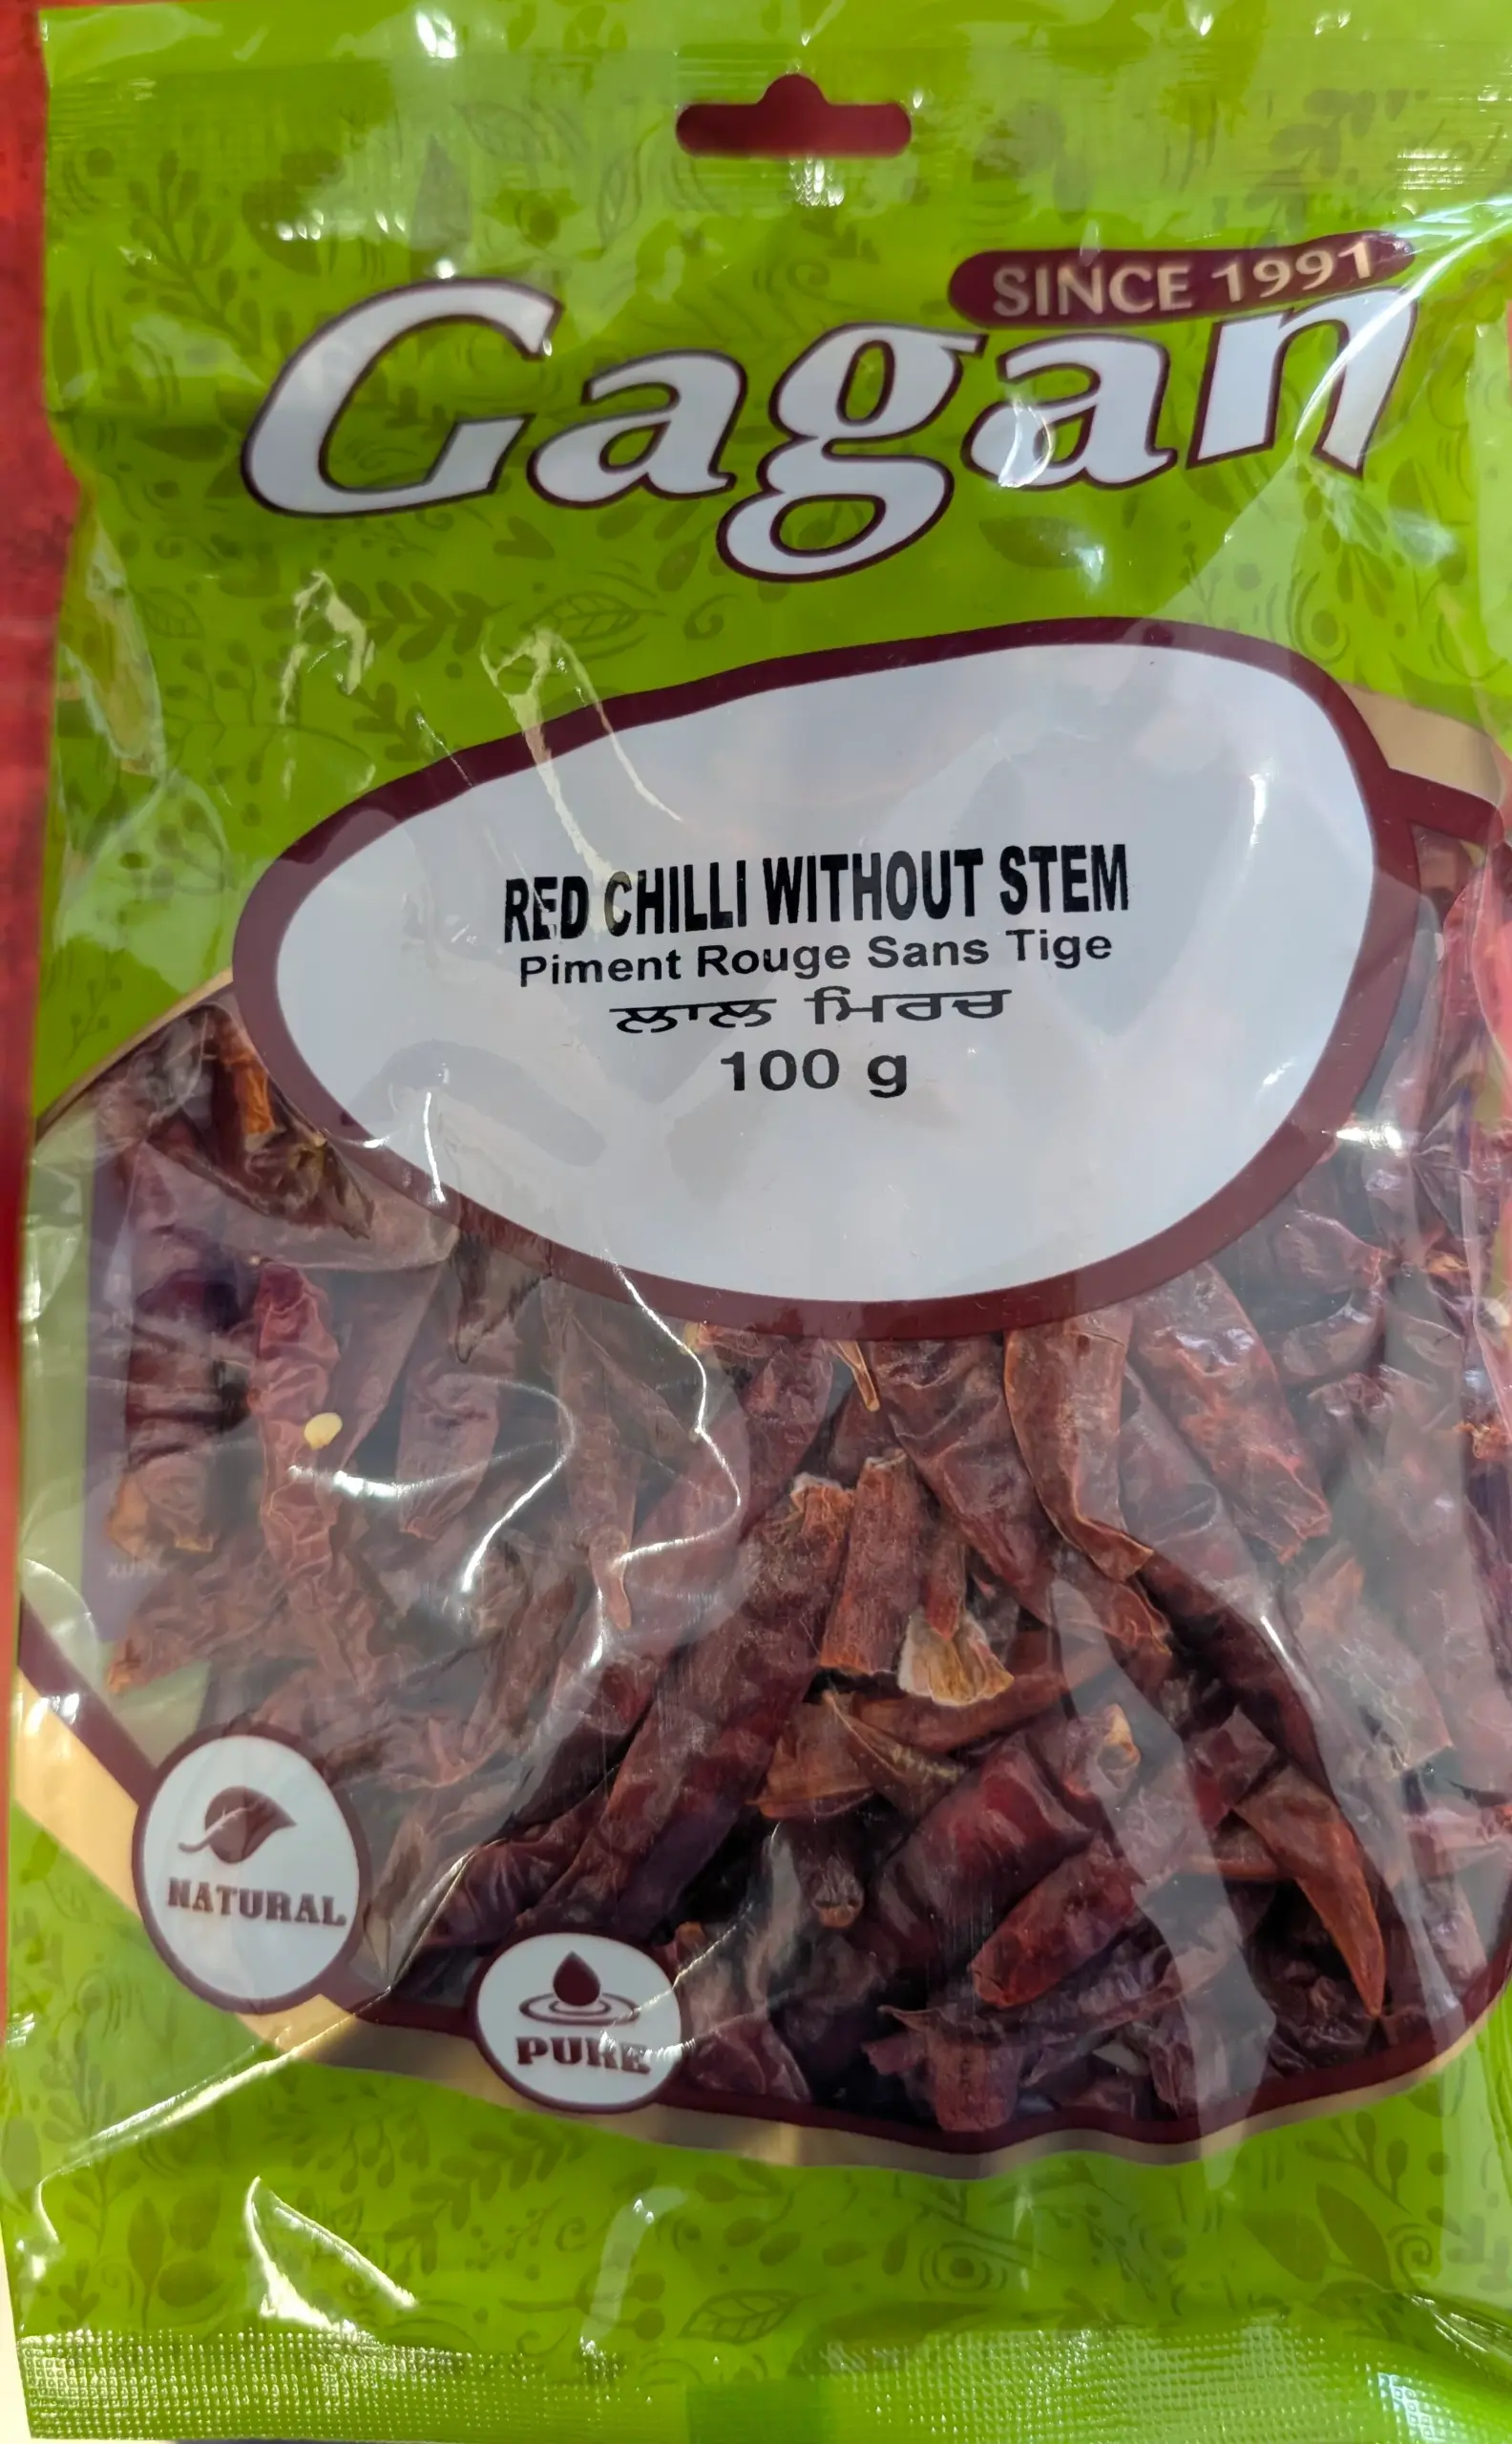 SINCE 1991
Gagan
RED CHILLI WITHOUT STEM
Piment Rouge Sans Tige
ਲਾਲ ਮਿਰਚ
100 g
NATURAL
PURE